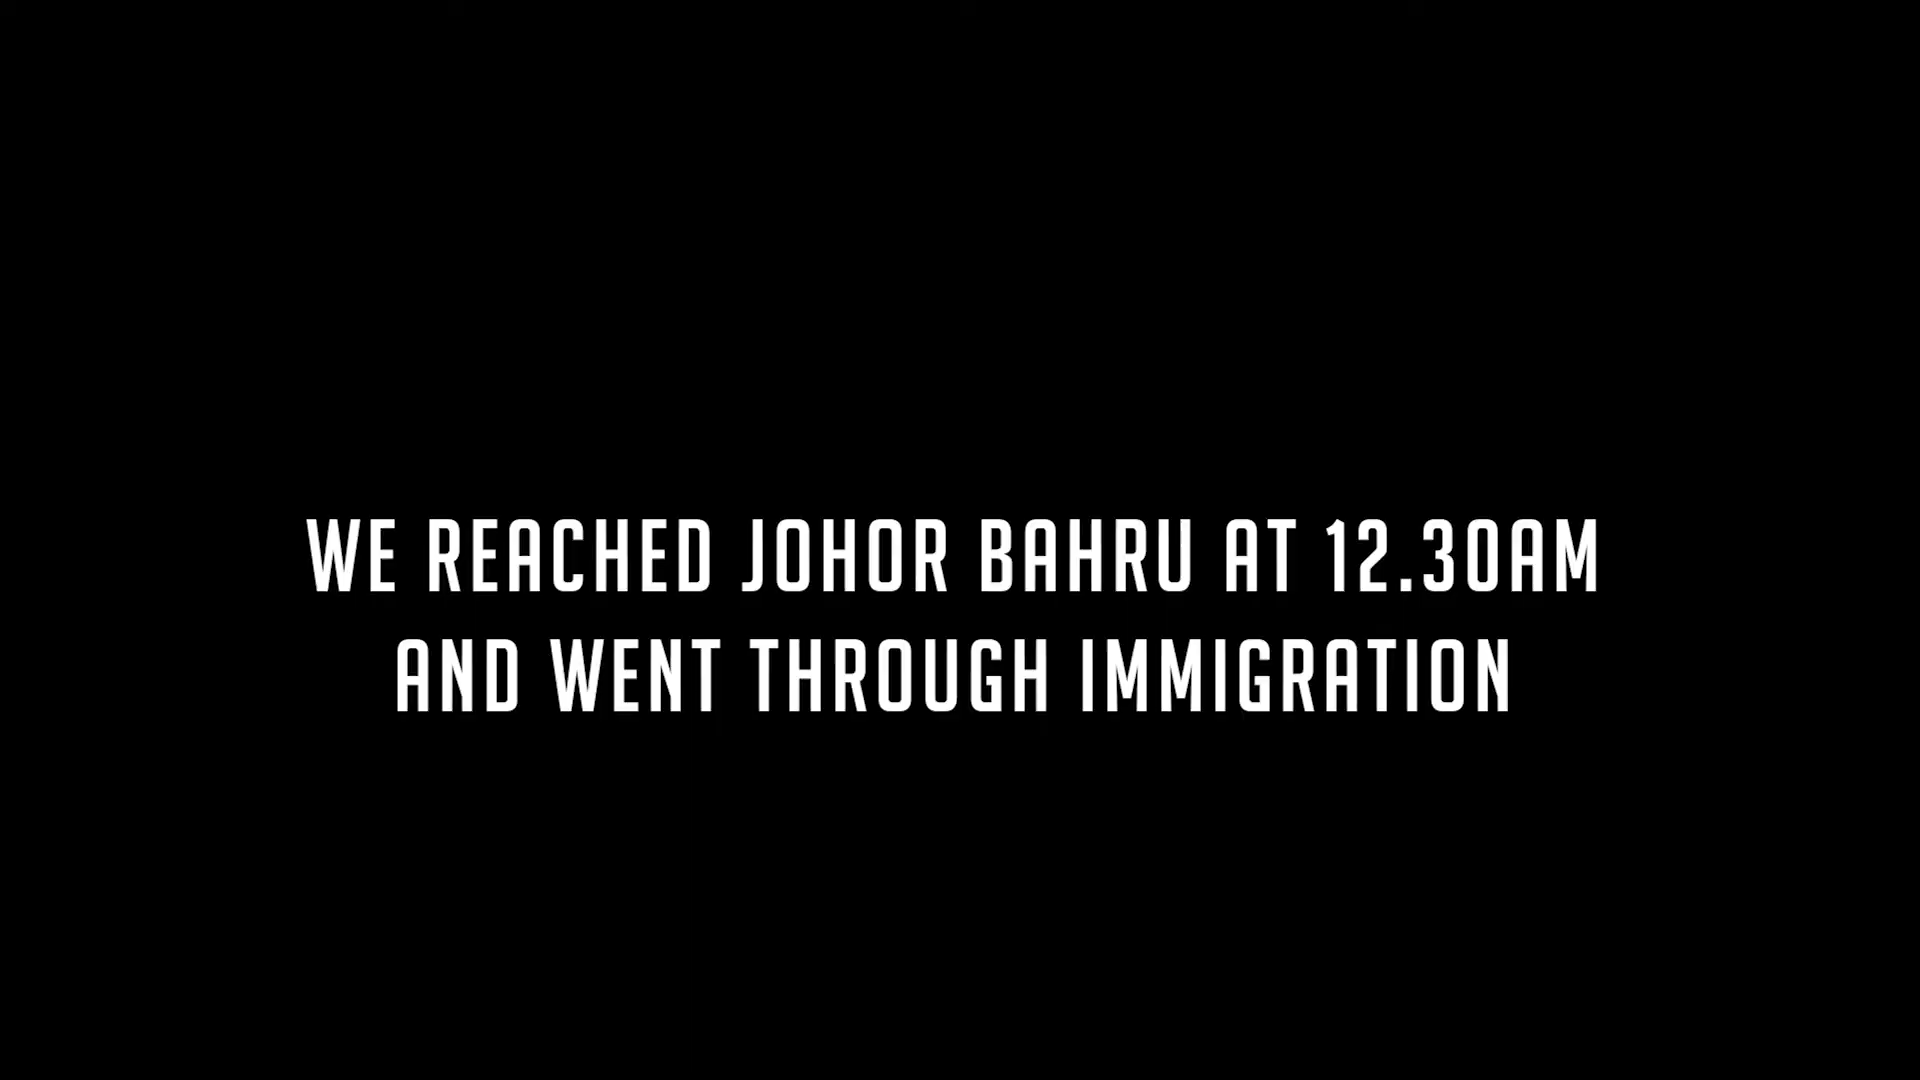 WE REACHED JOHOR BAHRU AT 12.30AM
AND WENT THROUGH IMMIGRATION